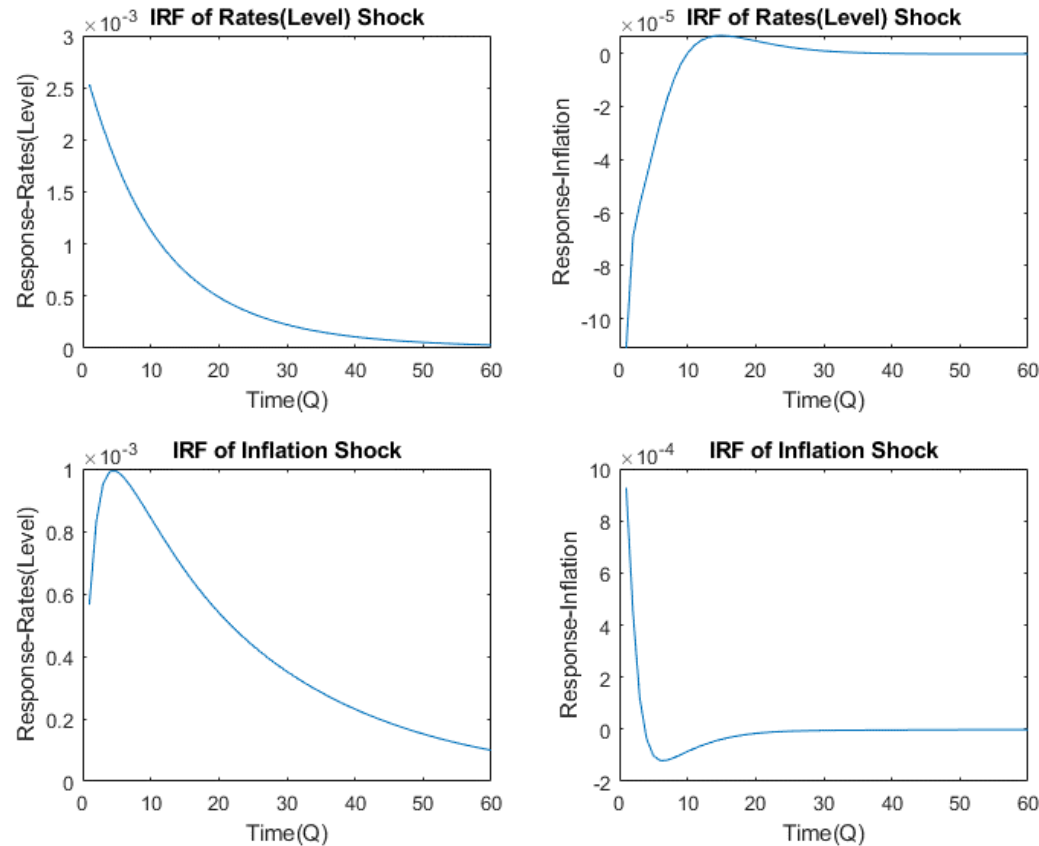 IRF of Rates(Level) Shock
×10-3
Response-Rates(Level)
3
2.5
2
1.5
1
0.5
0
0 10 20 30 40 50 60
Time(Q)
IRF of Rates(Level) Shock
×10-5
Response-Inflation
0
-2
-4
-6
-8
-10
0 10 20 30 40 50 60
Time(Q)
IRF of Inflation Shock
×10-3
Response-Rates(Level)
1
0.8
0.6
0.4
0.2
0
0 10 20 30 40 50 60
Time(Q)
IRF of Inflation Shock
×10-4
Response-Inflation
10
8
6
4
2
0
-2
0 10 20 30 40 50 60
Time(Q)